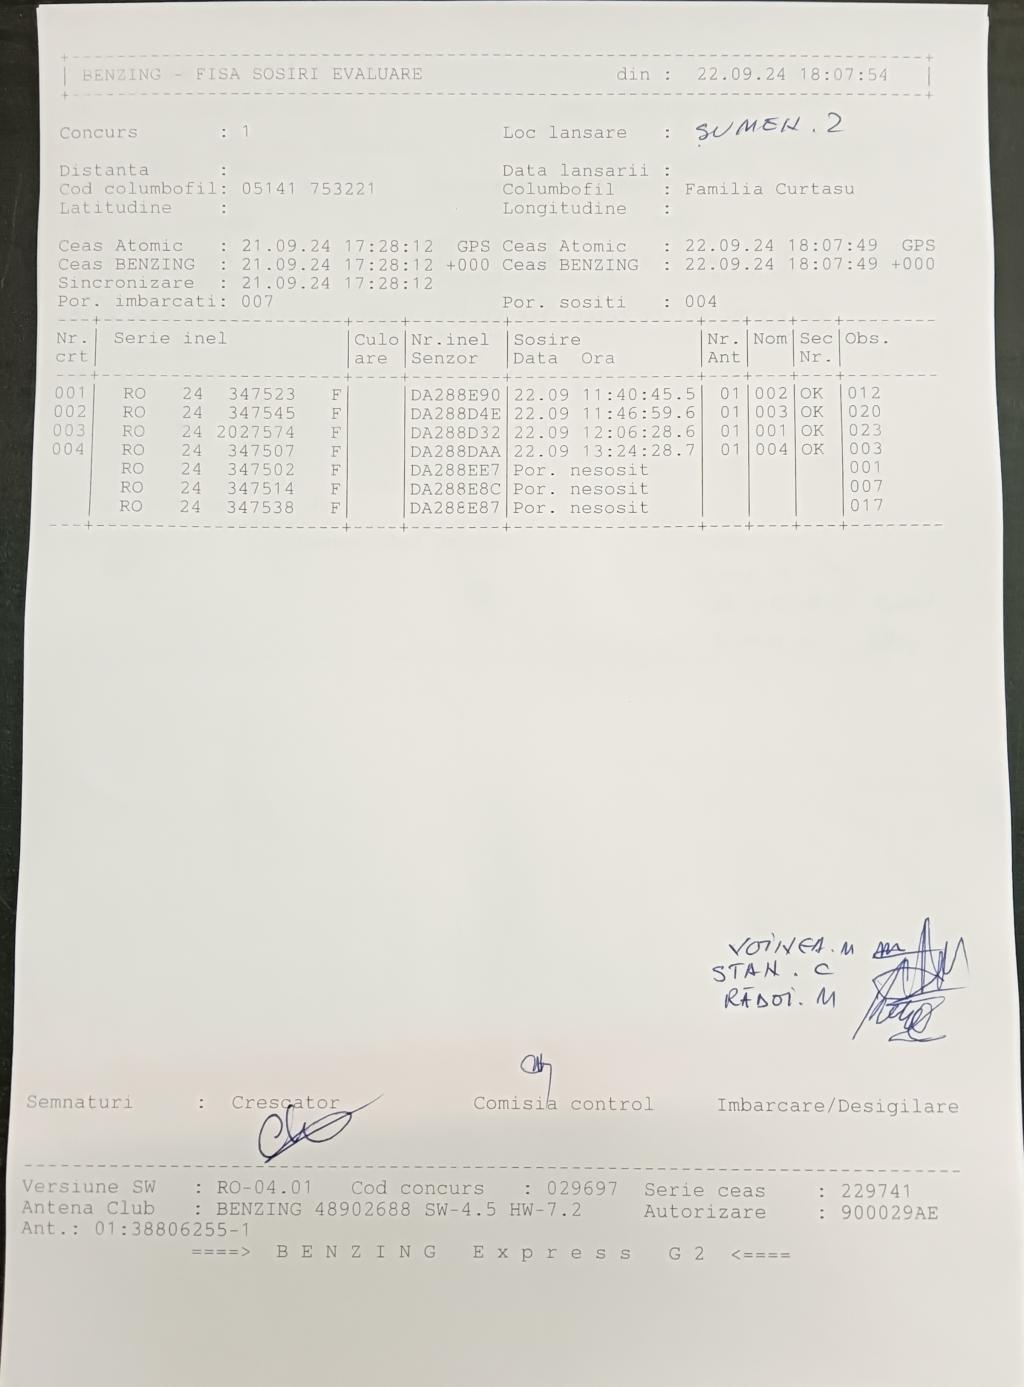 BENZING - FISA SOSIRI EVALUARE din : 22.09.24 18:07:54
Concurs : 1 Loc lansare : ŞUMEN. 2
Distanta : Data lansarii :
Cod columbofil: 05141 753221 Columbofil : Familia Curtasu
Latitudine : Longitudine :
Ceas Atomic : 21.09.24 17:28:12 GPS Ceas Atomic : 22.09.24 18:07:49 GPS
Ceas BENZING : 21.09.24 17:28:12 +000 Ceas BENZING : 22.09.24 18:07:49 +000
Sincronizare : 21.09.24 17:28:12
Por. imbarcati: 007 Por. sositi : 004
Nr. Serie inel Culo Nr.inel Sosire Nr. Nom Sec Obs.
crt are Senzor Data Ora Ant Nr.
001 RO 24 347523 F DA288E90 22.09 11:40:45.5 01 002 OK 012
002 RO 24 347545 F DA288D4E 22.09 11:46:59.6 01 003 OK 020
003 RO 24 2027574 F DA288D32 22.09 12:06:28.6 01 001 OK 023
004 RO 24 347507 F DA288DAA 22.09 13:24:28.7 01 004 OK 003
RO 24 347502 F DA288EE7 Por. nesosit 001
RO 24 347514 F DA288E8C Por. nesosit 007
RO 24 347538 F DA288E87 Por. nesosit 017
VOINEA. M
STAN. C
RĂDOI. M
Semnaturi : Crescator Comisia control Imbarcare/Desigilare
Versiune SW : RO-04.01 Cod concurs : 029697 Serie ceas : 229741
Antena Club : BENZING 48902688 SW-4.5 HW-7.2 Autorizare : 900029AE
Ant.: 01:38806255-1
====> B E N Z I N G E x p r e s s G 2 <====